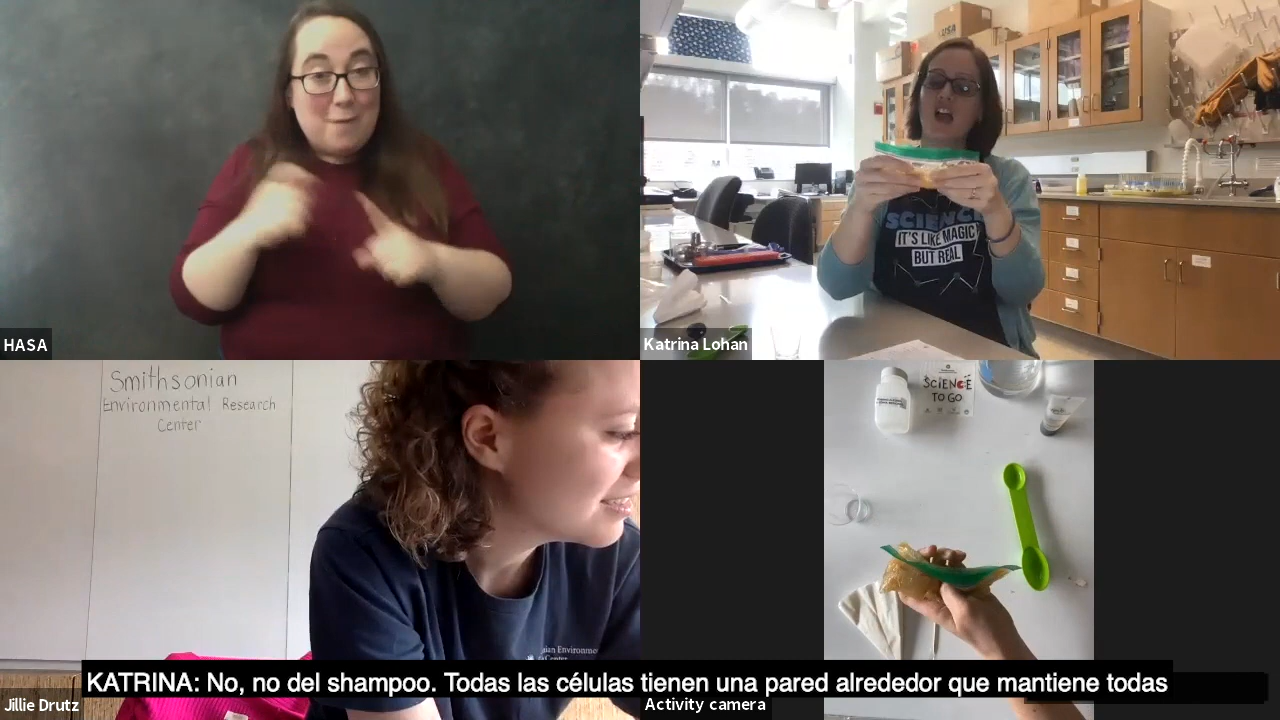 HASA
USA
SCIENCE
IT'S LIKE MAGIC
BUT REAL
Katrina Lohan
Smithsonian
Environmental Research
Center
SCIENCE
TO GO
Jillie Drutz
Activity camera
KATRINA: No, no del shampoo. Todas las células tienen una pared alrededor que mantiene todas